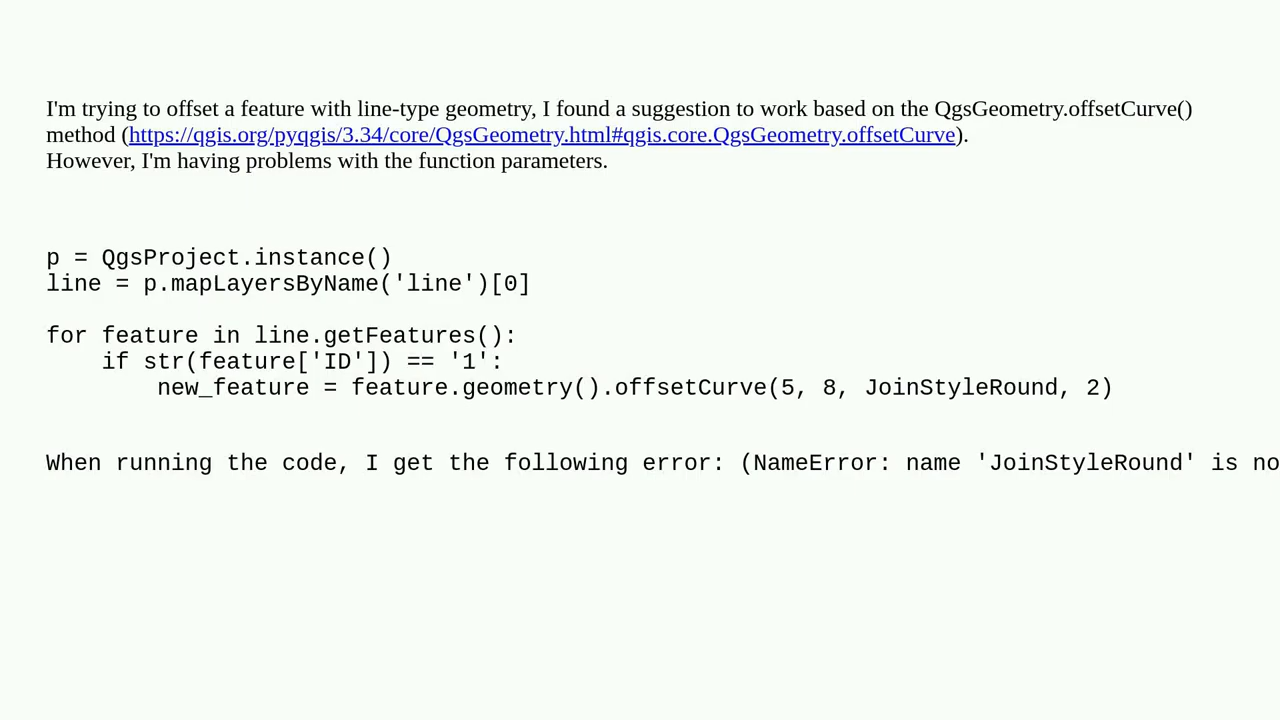 I'm trying to offset a feature with line-type geometry, I found a suggestion to work based on the QgsGeometry.offsetCurve()
method (https://qgis.org/pyqgis/3.34/core/QgsGeometry.html#qgis.core.QgsGeometry.offsetCurve).
However, I'm having problems with the function parameters.
p = QgsProject.instance()
line = p.mapLayersByName('line')[0]
for feature in line.getFeatures():
    if str(feature['ID']) == '1':
        new_feature = feature.geometry().offsetCurve(5, 8, JoinStyleRound, 2)
When running the code, I get the following error: (NameError: name 'JoinStyleRound' is no